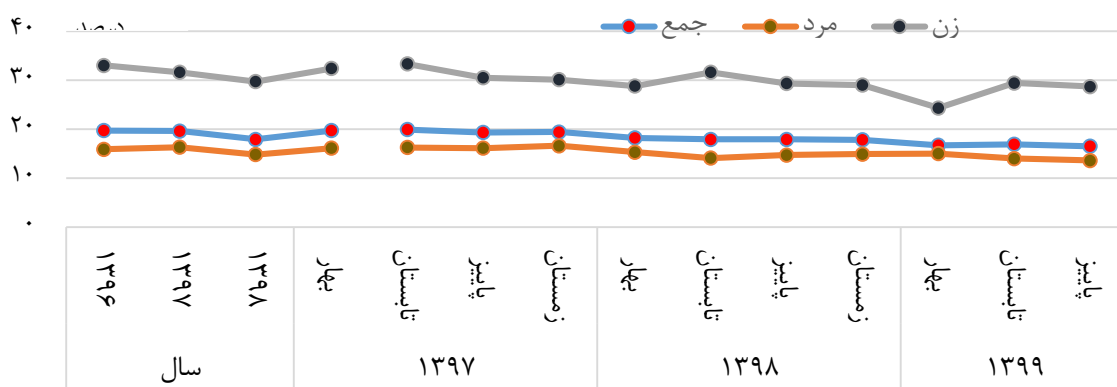 ۴۰
زن مرد جمع
۳۰
۲۰
۱۰
۰
۱۳۹۶ ۱۳۹۷ ۱۳۹۸ بهار تابستان پاییز زمستان بهار تابستان پاییز زمستان بهار تابستان پاییز
سال ۱۳۹۷ ۱۳۹۸ ۱۳۹۹